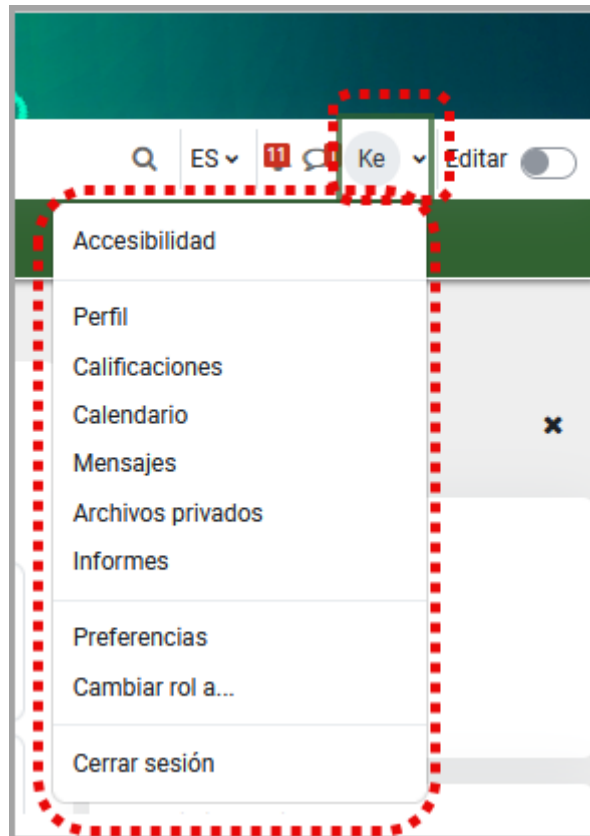 ES
11
Ke
Editar
Accesibilidad
Perfil
Calificaciones
Calendario
Mensajes
Archivos privados
Informes
Preferencias
Cambiar rol a...
Cerrar sesión